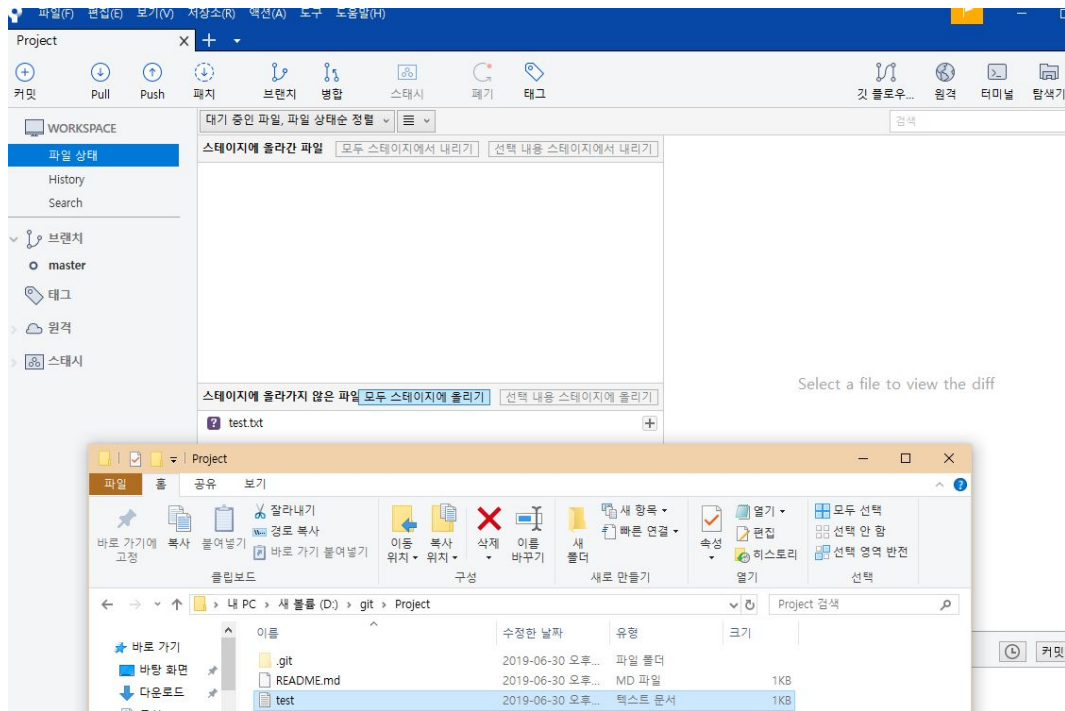 파일(F) 편집(E) 보기(V) 저장소(R) 액션(A) 도구 도움말(H)
Project
커밋 Pull Push 패치 브랜치 병합 스태시 폐기 태그 깃 플로우... 원격 터미널 탐색기
WORKSPACE
파일 상태
History
Search
브랜치
master
태그
원격
스태시
대기 중인 파일, 파일 상태순 정렬
검색
스테이지에 올라간 파일 모두 스테이지에서 내리기 선택 내용 스테이지에서 내리기
Select a file to view the diff
스테이지에 올라가지 않은 파일 모두 스테이지에 올리기 선택 내용 스테이지에 올리기
test.txt
커밋
Project
파일 홈 공유 보기
바로 가기에 고정
복사
붙여넣기
잘라내기
경로 복사
바로 가기 붙여넣기
클립보드
이동 위치
복사 위치
삭제
이름 바꾸기
구성
새 폴더
새 항목
빠른 연결
새로 만들기
속성
열기
편집
히스토리
열기
모두 선택
선택 안 함
선택 영역 반전
선택
내 PC > 새 볼륨 (D:) > git > Project
Project 검색
바로 가기
바탕 화면
다운로드
이름 수정한 날짜 유형 크기
.git 2019-06-30 오후... 파일 폴더
README.md 2019-06-30 오후... MD 파일 1KB
test 2019-06-30 오후... 텍스트 문서 1KB